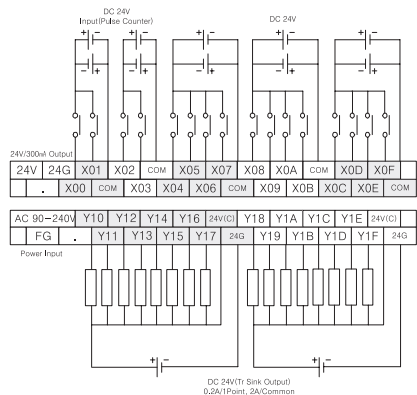 DC 24V
Input(Pulse Counter)
DC 24V
24V/300mA Output
24V 24G X01 X02 COM X05 X07 X08 X0A COM X0D X0F
. X00 COM X03 X04 X06 COM X09 X0B X0C X0E COM
AC 90-240V Y10 Y12 Y14 Y16 24V(C) Y18 Y1A Y1C Y1E 24V(C)
FG . Y11 Y13 Y15 Y17 24G Y19 Y1B Y1D Y1F 24G
Power Input
DC 24V(Tr Sink Output)
0.2A/1Point, 2A/Common